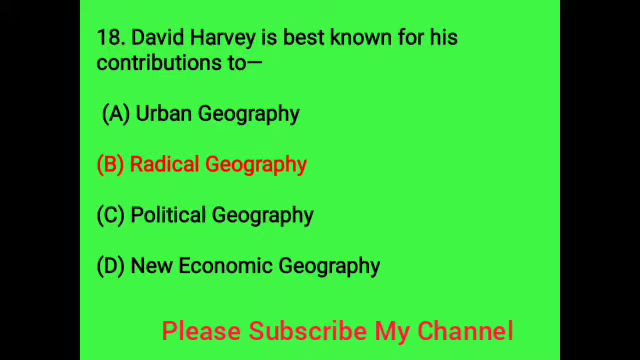 18. David Harvey is best known for his
contributions to—
(A) Urban Geography
(B) Radical Geography
(C) Political Geography
(D) New Economic Geography
Please Subscribe My Channel